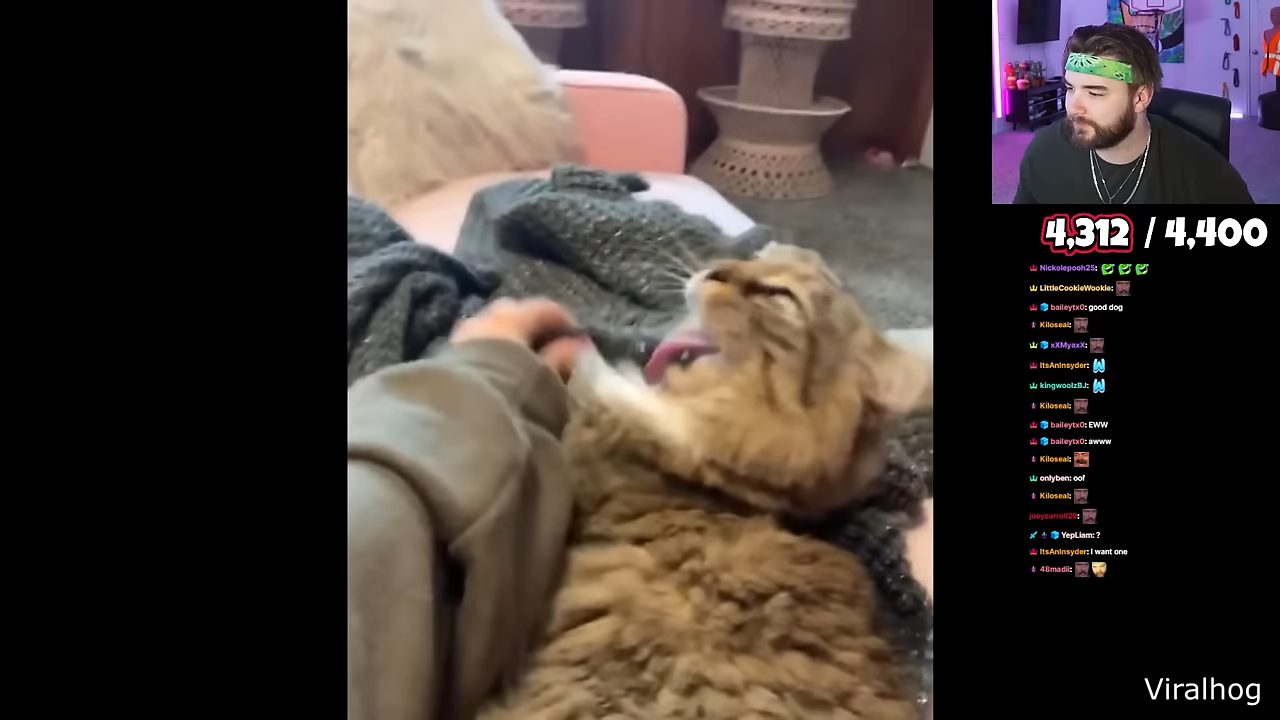 4,312 / 4,400
Nickolepooh25:
LittleCookieWookie:
baileytx0: good dog
Kiloseal:
xXMyaxX:
ItsAnInsyder:
kingwoolzBJ:
Kiloseal:
baileytx0: EWW
baileytx0: awww
Kiloseal:
onlyben: oof
Kiloseal:
joeycarroll29:
YepLiam: ?
ItsAnInsyder: I want one
48madii:
Viralhog